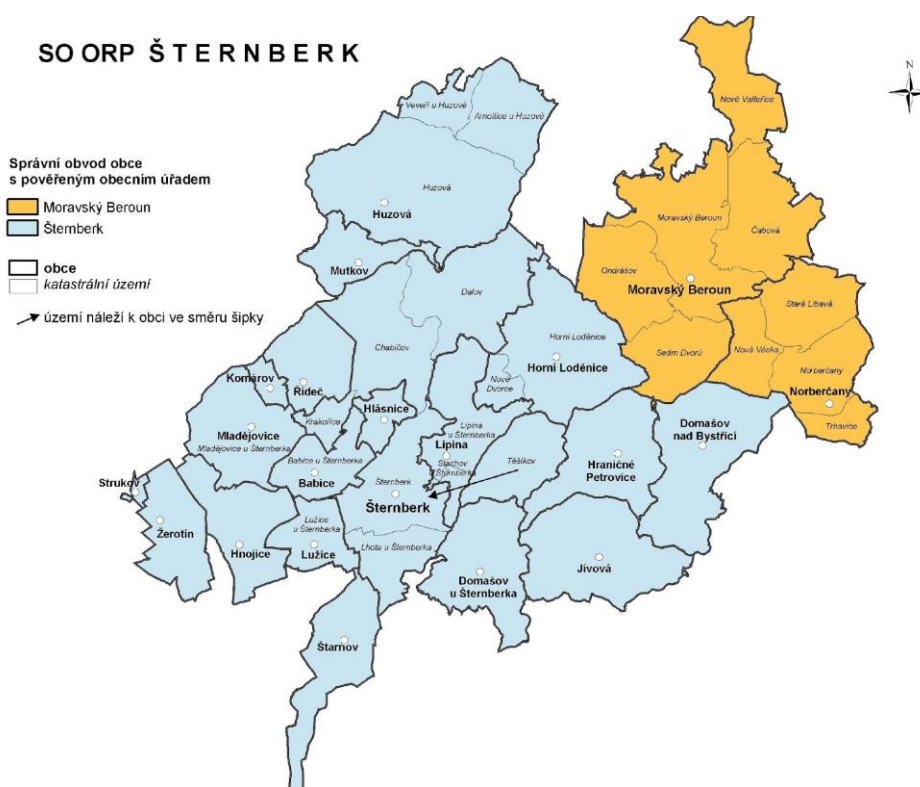 SO ORP ŠTERNBERK
N
Správní obvod obce
s pověřeným obecním úřadem
Moravský Beroun
Šternberk
obce
katastrální území
území náleží k obci ve směru šipky
Nové Valteřice
Veveří u Huzové
Arnoltice u Huzové
Huzová
Huzová
Moravský Beroun
Čabová
Mutkov
Ondrášov
Moravský Beroun
Dalov
Stará Libavá
Chabičov
Horní Loděnice
Horní Loděnice
Sedm Dvorů
Nová Véska
Norberčany
Norberčany
Trhavice
Komárov
Řídeč
Nové
Dvorce
Hlásnice
Krakořice
Mladějovice
Mladějovice u Šternberka
Lipina
u Šternberka
Lipina
Stachov
u Šternberka
Těšíkov
Domašov
nad Bystřicí
Babice u Šternberka
Babice
Hraničné
Petrovice
Strukov
Šternberk
Šternberk
Žerotín
Hnojice
Lužice
u Šternberka
Lužice
Lhota u Šternberka
Domašov
u Šternberka
Jívová
Štarnov